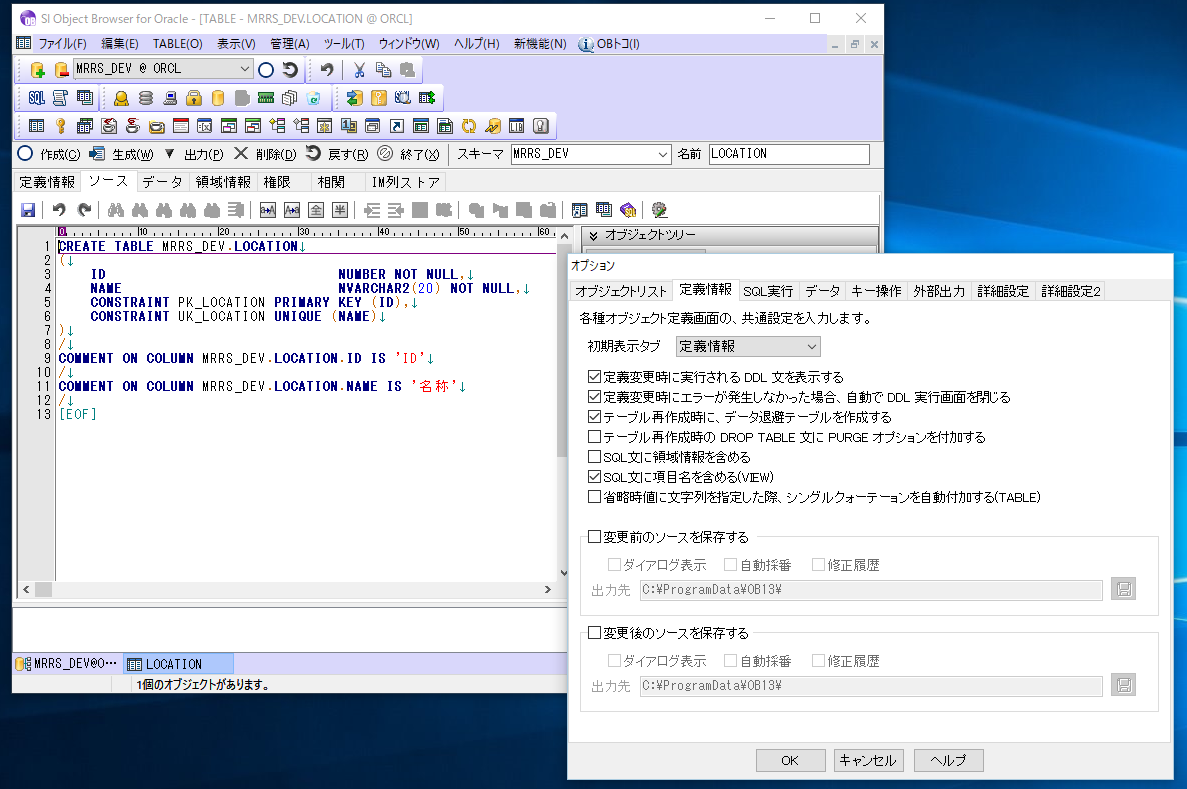 SI Object Browser for Oracle - [TABLE - MRRS_DEV.LOCATION @ ORCL]
ファイル(F) 編集(E) TABLE(O) 表示(V) 管理(A) ツール(T) ウィンドウ(W) ヘルプ(H) 新機能(N) OBトコ(I)
MRRS_DEV @ ORCL
SQL
作成(C) 生成(W) 出力(P) 削除(D) 戻す(R) 終了(X) スキーマ MRRS_DEV 名前 LOCATION
定義情報 ソース データ 領域情報 権限 相関 IM列ストア
0 10 20 30 40 50 60
オブジェクトツリー
1 CREATE TABLE MRRS_DEV.LOCATION↓
2 (↓
3 ID NUMBER NOT NULL,↓
4 NAME NVARCHAR2(20) NOT NULL,↓
5 CONSTRAINT PK_LOCATION PRIMARY KEY (ID),↓
6 CONSTRAINT UK_LOCATION UNIQUE (NAME)↓
7 )↓
8 /↓
9 COMMENT ON COLUMN MRRS_DEV.LOCATION.ID IS 'ID'↓
10 /↓
11 COMMENT ON COLUMN MRRS_DEV.LOCATION.NAME IS '名称'↓
12 /↓
13 [EOF]
MRRS_DEV@O… LOCATION
1個のオブジェクトがあります。
オプション
オブジェクトリスト 定義情報 SQL実行 データ キー操作 外部出力 詳細設定 詳細設定2
各種オブジェクト定義画面の、共通設定を入力します。
初期表示タブ 定義情報
定義変更時に実行される DDL 文を表示する
定義変更時にエラーが発生しなかった場合、自動で DDL 実行画面を閉じる
テーブル再作成時に、データ退避テーブルを作成する
テーブル再作成時の DROP TABLE 文に PURGE オプションを付加する
SQL文に領域情報を含める
SQL文に項目名を含める(VIEW)
省略時値に文字列を指定した際、シングルクォーテーションを自動付加する(TABLE)
変更前のソースを保存する
ダイアログ表示 自動採番 修正履歴
出力先 C:¥ProgramData¥OB13¥
変更後のソースを保存する
ダイアログ表示 自動採番 修正履歴
出力先 C:¥ProgramData¥OB13¥
OK キャンセル ヘルプ